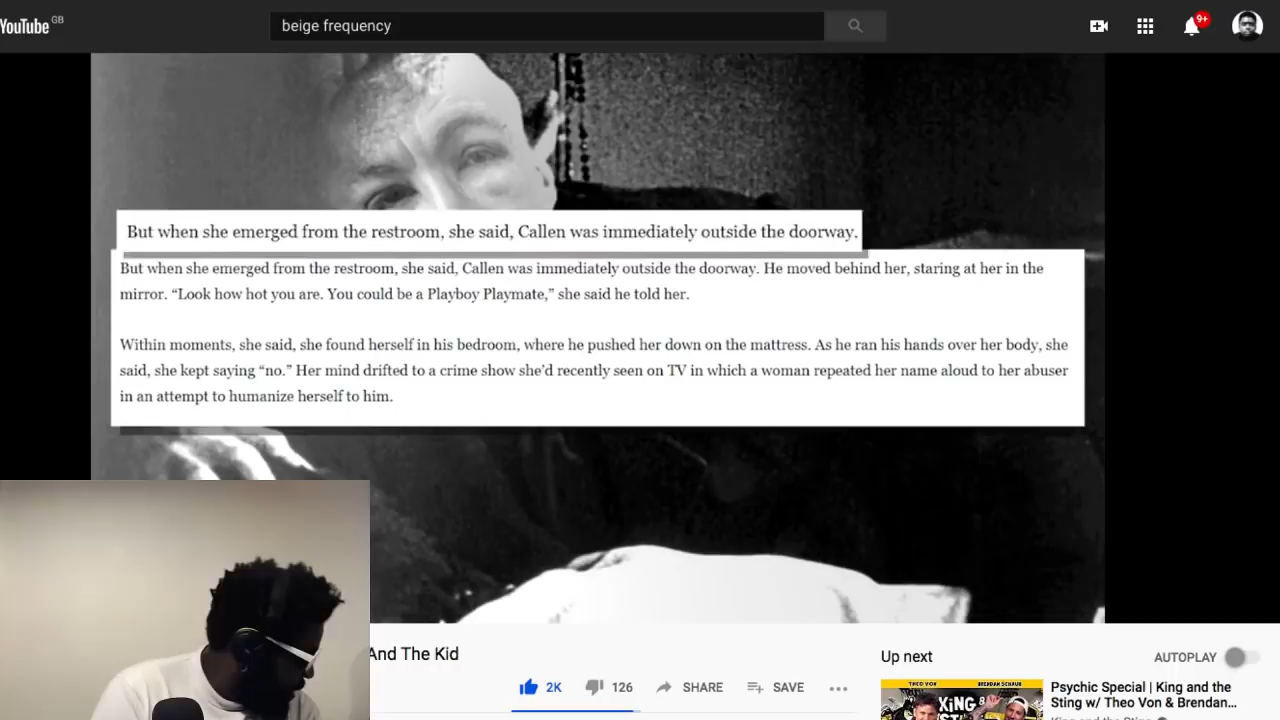 YouTube GB
beige frequency
9+
But when she emerged from the restroom, she said, Callen was immediately outside the doorway.
But when she emerged from the restroom, she said, Callen was immediately outside the doorway. He moved behind her, staring at her in the
mirror. “Look how hot you are. You could be a Playboy Playmate,” she said he told her.
Within moments, she said, she found herself in his bedroom, where he pushed her down on the mattress. As he ran his hands over her body, she
said, she kept saying “no.” Her mind drifted to a crime show she’d recently seen on TV in which a woman repeated her name aloud to her abuser
in an attempt to humanize herself to him.
And The Kid
2K
126
SHARE
SAVE
Up next
AUTOPLAY
THEO VON
BRENDAN SCHAUB
Psychic Special | King and the
Sting w/ Theo Von & Brendan...